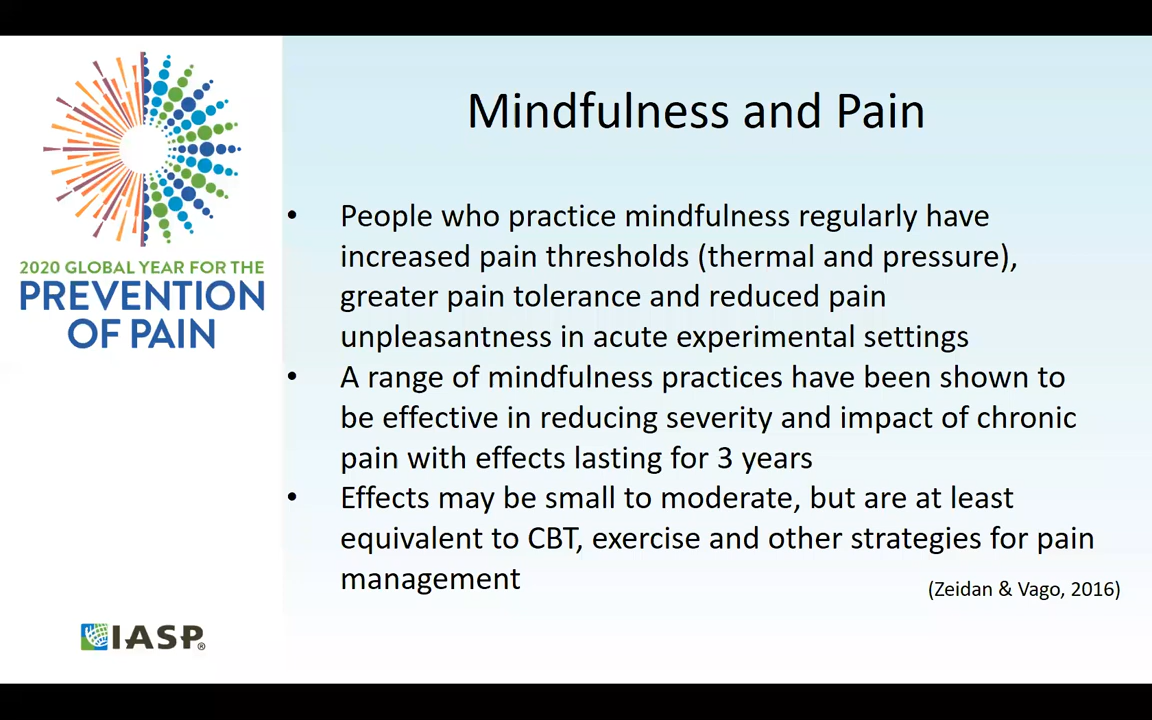 Mindfulness and Pain
• People who practice mindfulness regularly have
increased pain thresholds (thermal and pressure),
greater pain tolerance and reduced pain
unpleasantness in acute experimental settings
• A range of mindfulness practices have been shown to
be effective in reducing severity and impact of chronic
pain with effects lasting for 3 years
• Effects may be small to moderate, but are at least
equivalent to CBT, exercise and other strategies for pain
management
(Zeidan & Vago, 2016)
2020 GLOBAL YEAR FOR THE
PREVENTION
OF PAIN
IASP®